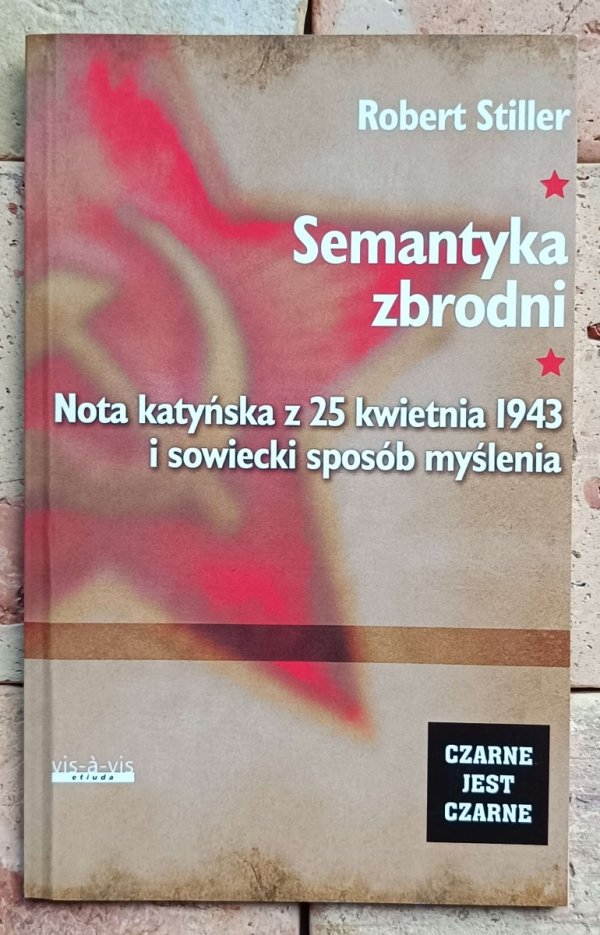 Robert Stiller
Semantyka
zbrodni
Nota katyńska z 25 kwietnia 1943
i sowiecki sposób myślenia
vis-à-vis
etiuda
CZARNE
JEST
CZARNE